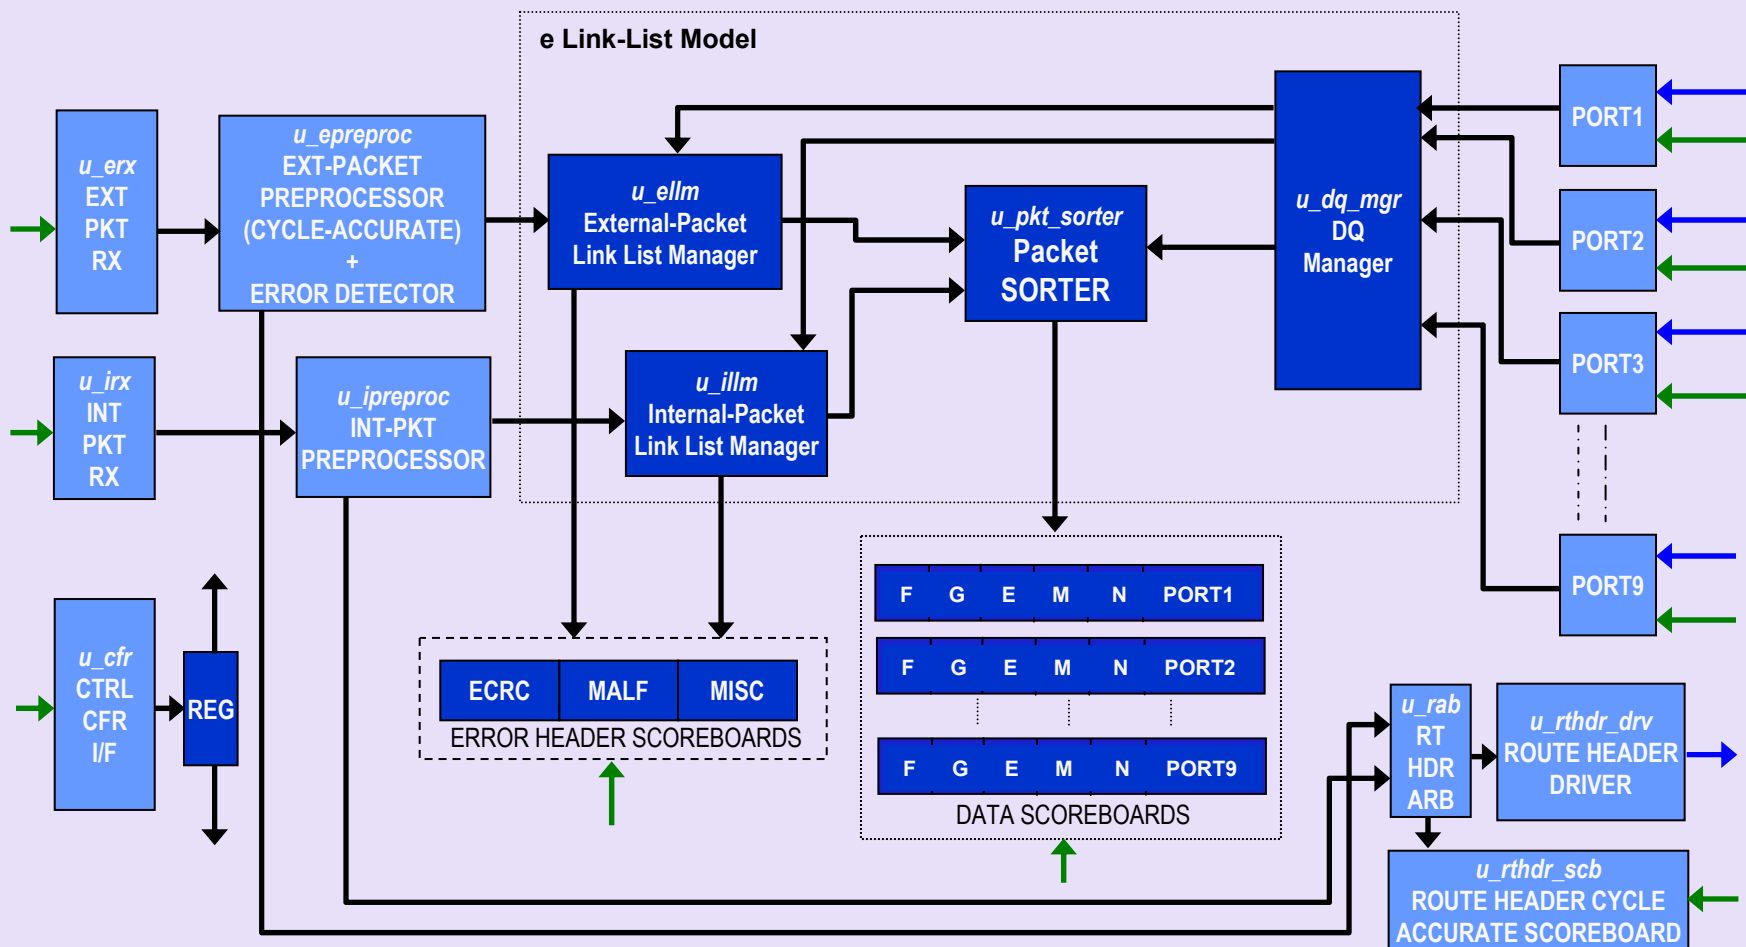 e Link-List Model
u_erx
EXT
PKT
RX
u_epreproc
EXT-PACKET
PREPROCESSOR
(CYCLE-ACCURATE)
+
ERROR DETECTOR
u_ellm
External-Packet
Link List Manager
u_pkt_sorter
Packet
SORTER
u_dq_mgr
DQ
Manager
PORT1
PORT2
PORT3
PORT9
u_irx
INT
PKT
RX
u_ipreproc
INT-PKT
PREPROCESSOR
u_illm
Internal-Packet
Link List Manager
u_cfr
CTRL
CFR
I/F
REG
ECRC MALF MISC
ERROR HEADER SCOREBOARDS
F G E M N PORT1
F G E M N PORT2
F G E M N PORT9
DATA SCOREBOARDS
u_rab
RT
HDR
ARB
u_rthdr_drv
ROUTE HEADER
DRIVER
u_rthdr_scb
ROUTE HEADER CYCLE
ACCURATE SCOREBOARD